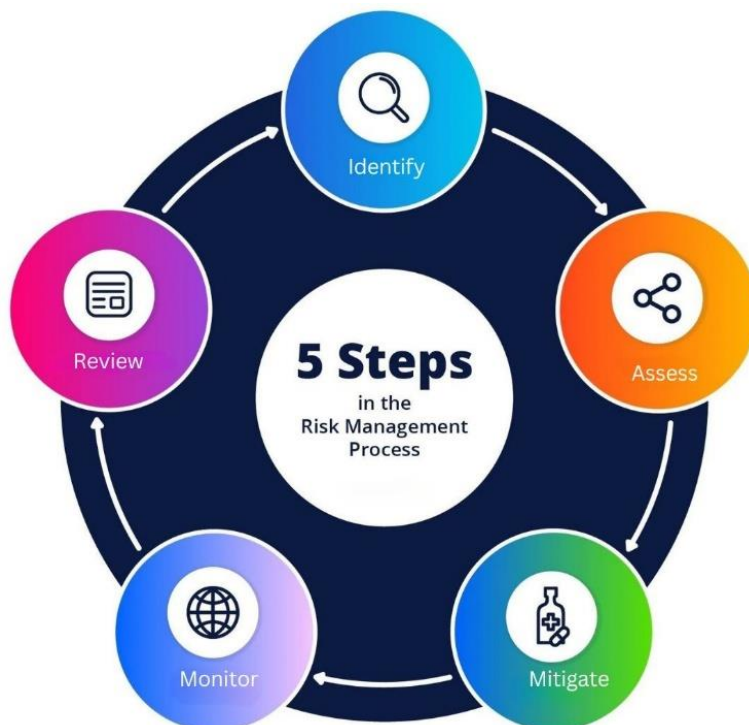 Identify
Assess
Mitigate
Monitor
Review
5 Steps
in the
Risk Management
Process